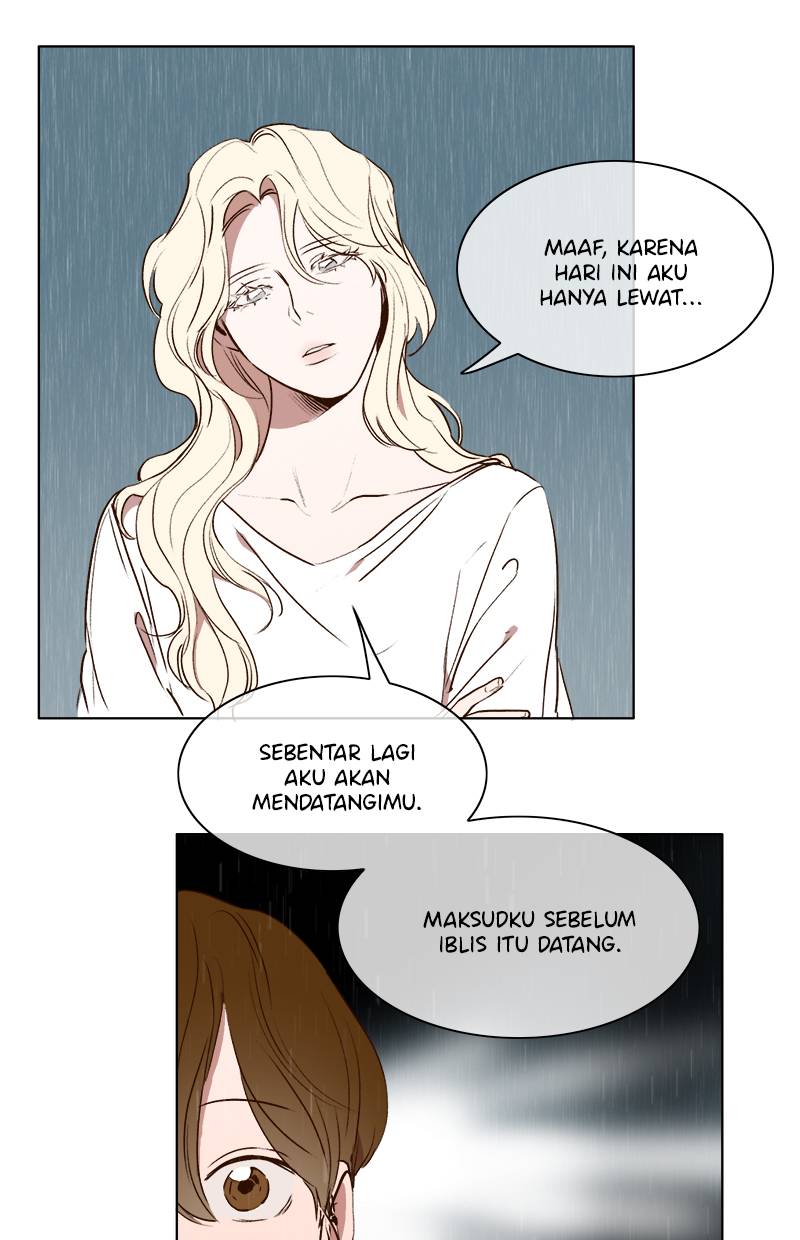 MAAF, KARENA
HARI INI AKU
HANYA LEWAT...
SEBENTAR LAGI
AKU AKAN
MENDATANGIMU.
MAKSUDKU SEBELUM
IBLIS ITU DATANG.